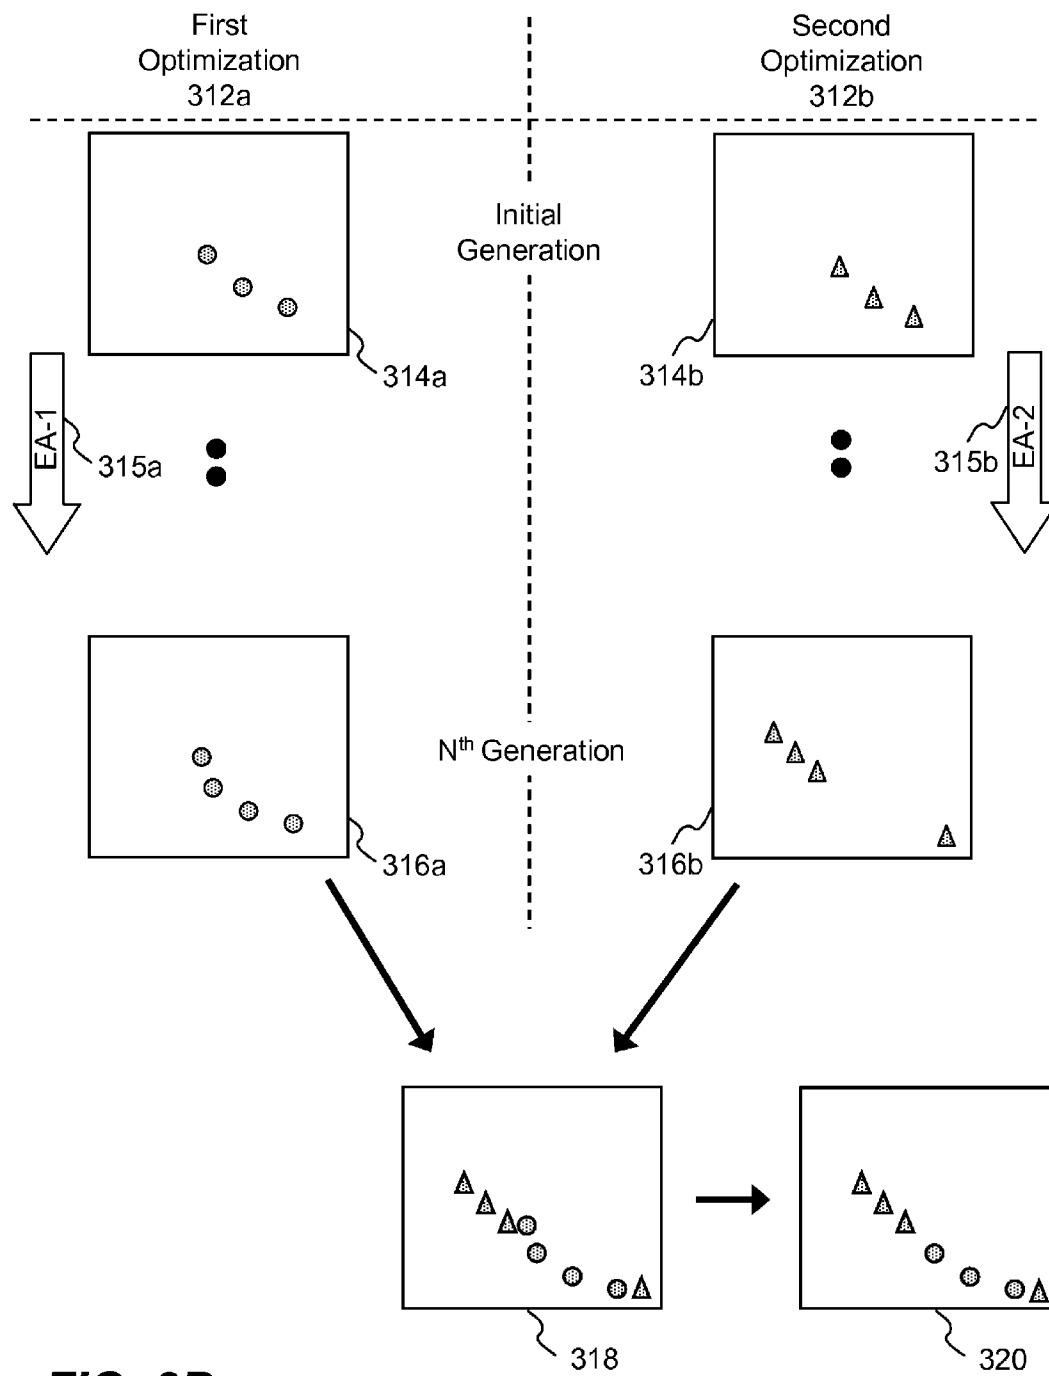 First
Optimization
312a
Second
Optimization
312b
Initial
Generation
314a
314b
EA-1
315a
315b
EA-2
Nth Generation
316a
316b
318
320